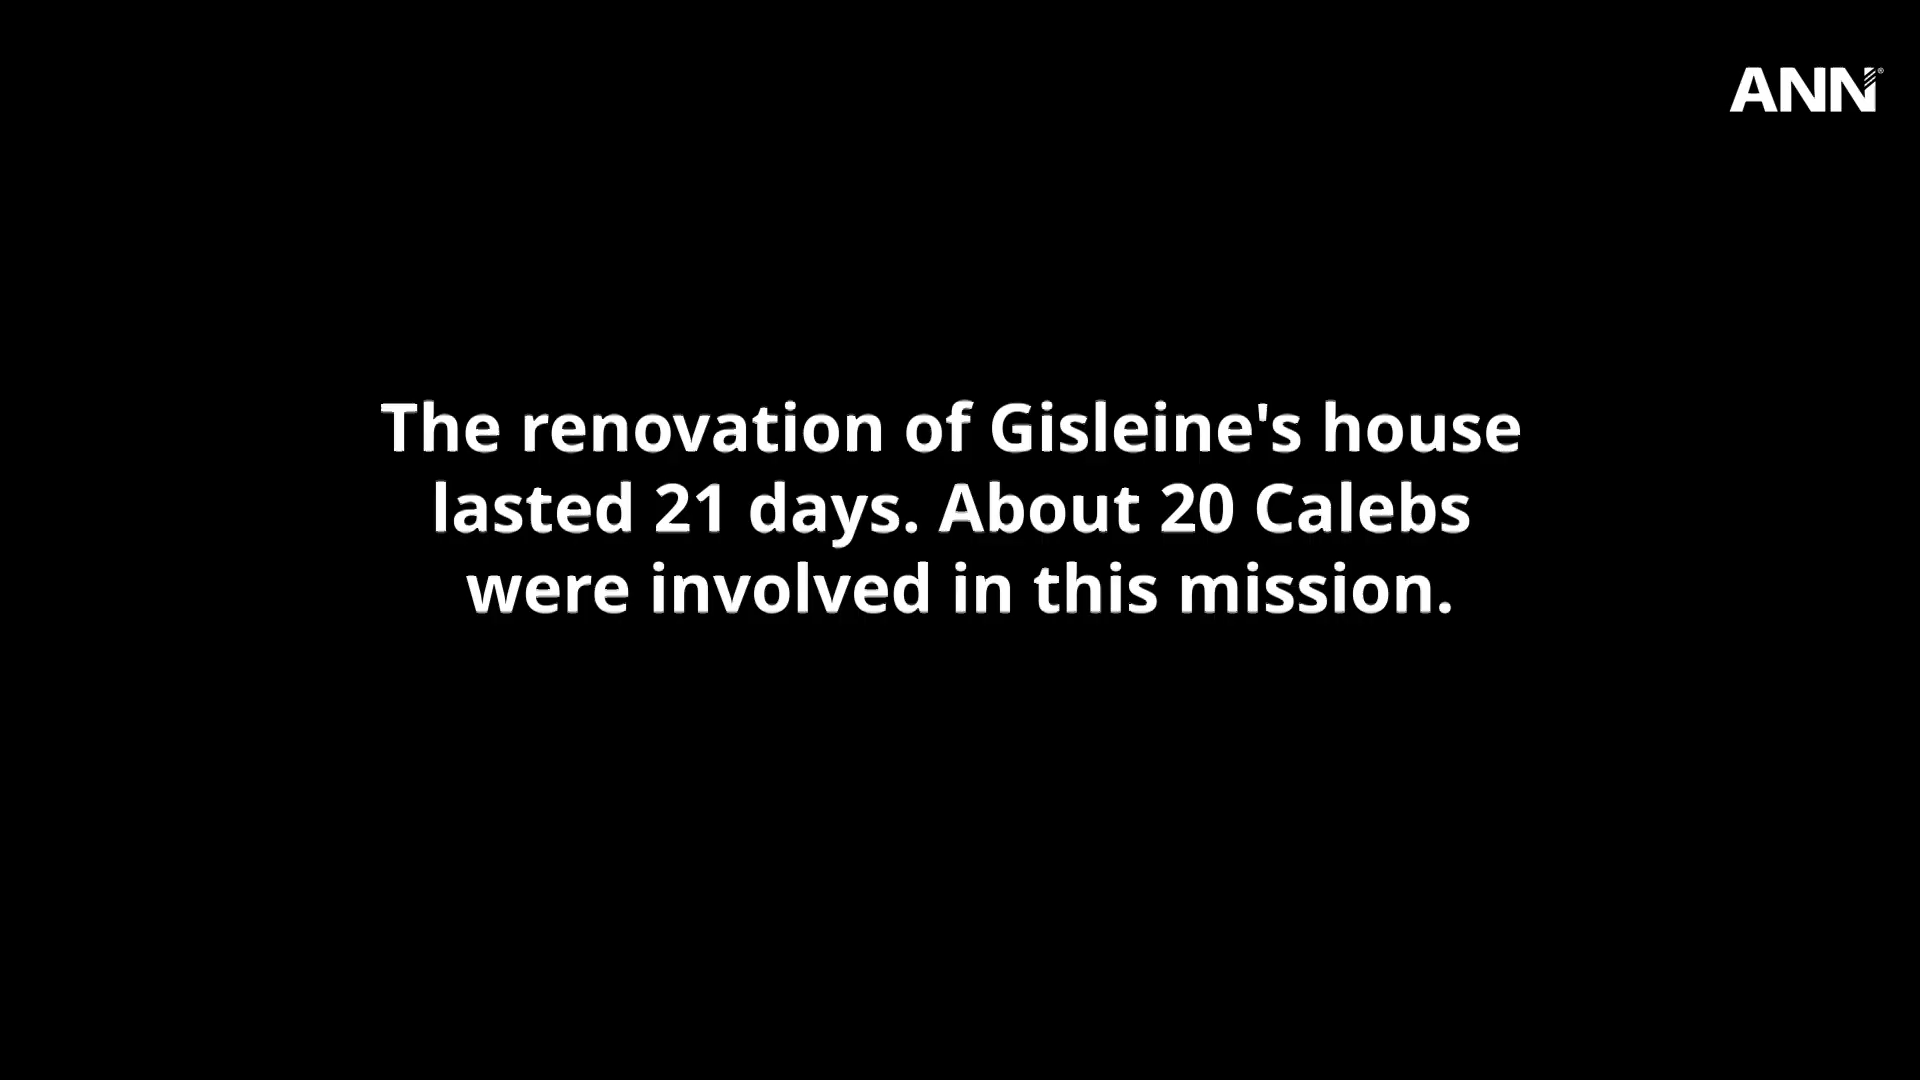 ANN®
The renovation of Gisleine's house
lasted 21 days. About 20 Calebs
were involved in this mission.